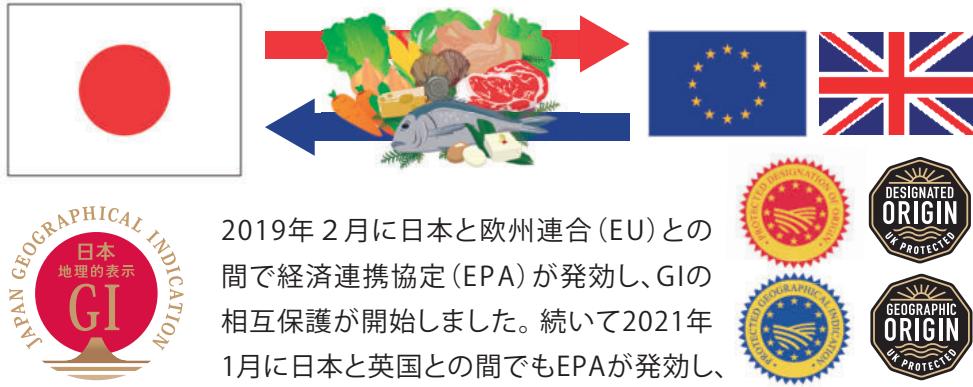 JAPAN GEOGRAPHICAL INDICATION
日本
地理的表示
GI
2019年２月に日本と欧州連合（EU）との
間で経済連携協定（EPA）が発効し、GIの
相互保護が開始しました。続いて2021年
1月に日本と英国との間でもEPAが発効し、
PROTECTED DESIGNATION OF ORIGIN
DESIGNATED
ORIGIN
UK PROTECTED
PROTECTED GEOGRAPHICAL INDICATION
GEOGRAPHIC
ORIGIN
UK PROTECTED